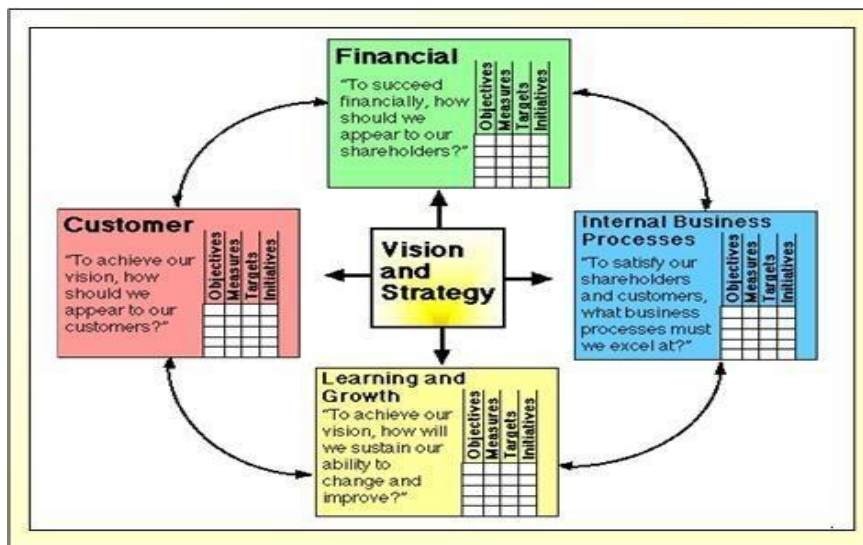 Financial
“To succeed
financially, how
should we
appear to our
shareholders?”
Objectives
Measures
Targets
Initiatives
Customer
“To achieve our
vision, how
should we
appear to our
customers?”
Objectives
Measures
Targets
Initiatives
Vision
and
Strategy
Internal Business
Processes
“To satisfy our
shareholders
and customers,
what business
processes must
we excel at?”
Objectives
Measures
Targets
Initiatives
Learning and
Growth
“To achieve our
vision, how will
we sustain our
ability to
change and
improve?”
Objectives
Measures
Targets
Initiatives